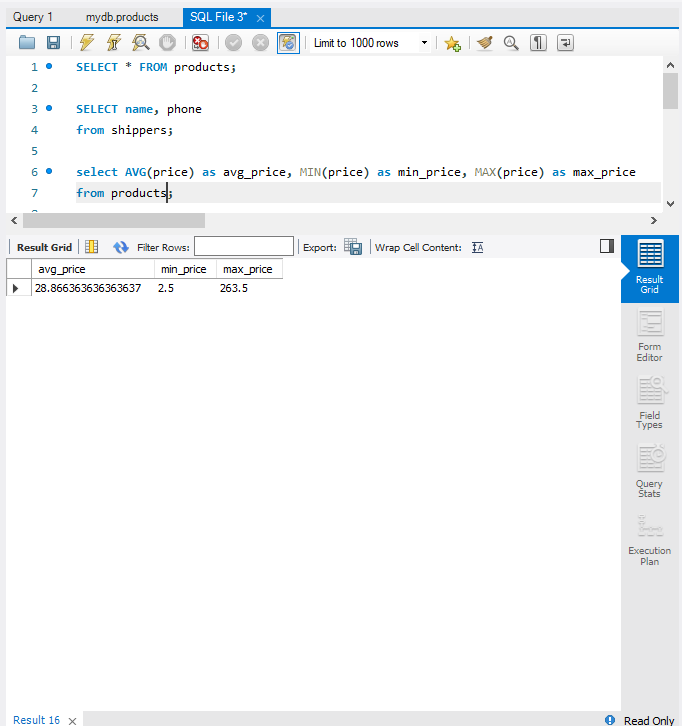 Query 1 mydb.products SQL File 3*
Limit to 1000 rows
1 SELECT * FROM products;
2
3 SELECT name, phone
4 from shippers;
5
6 select AVG(price) as avg_price, MIN(price) as min_price, MAX(price) as max_price
7 from products;
Result Grid Filter Rows: Export: Wrap Cell Content:
avg_price min_price max_price
28.866363636363637 2.5 263.5
Result
Grid
Form
Editor
Field
Types
Query
Stats
Execution
Plan
Result 16 Read Only